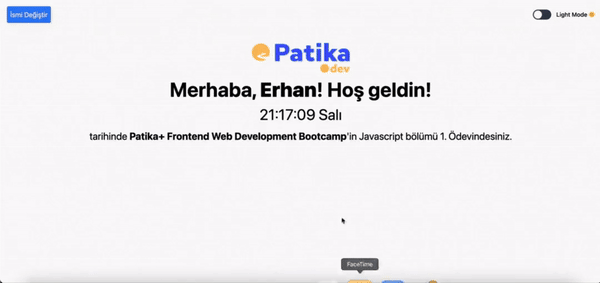 İsmi Değiştir
Light Mode
Patika
dev
Merhaba, Erhan! Hoş geldin!
21:17:09 Salı
tarihinde Patika+ Frontend Web Development Bootcamp'in Javascript bölümü 1. Ödevindesiniz.
FaceTime